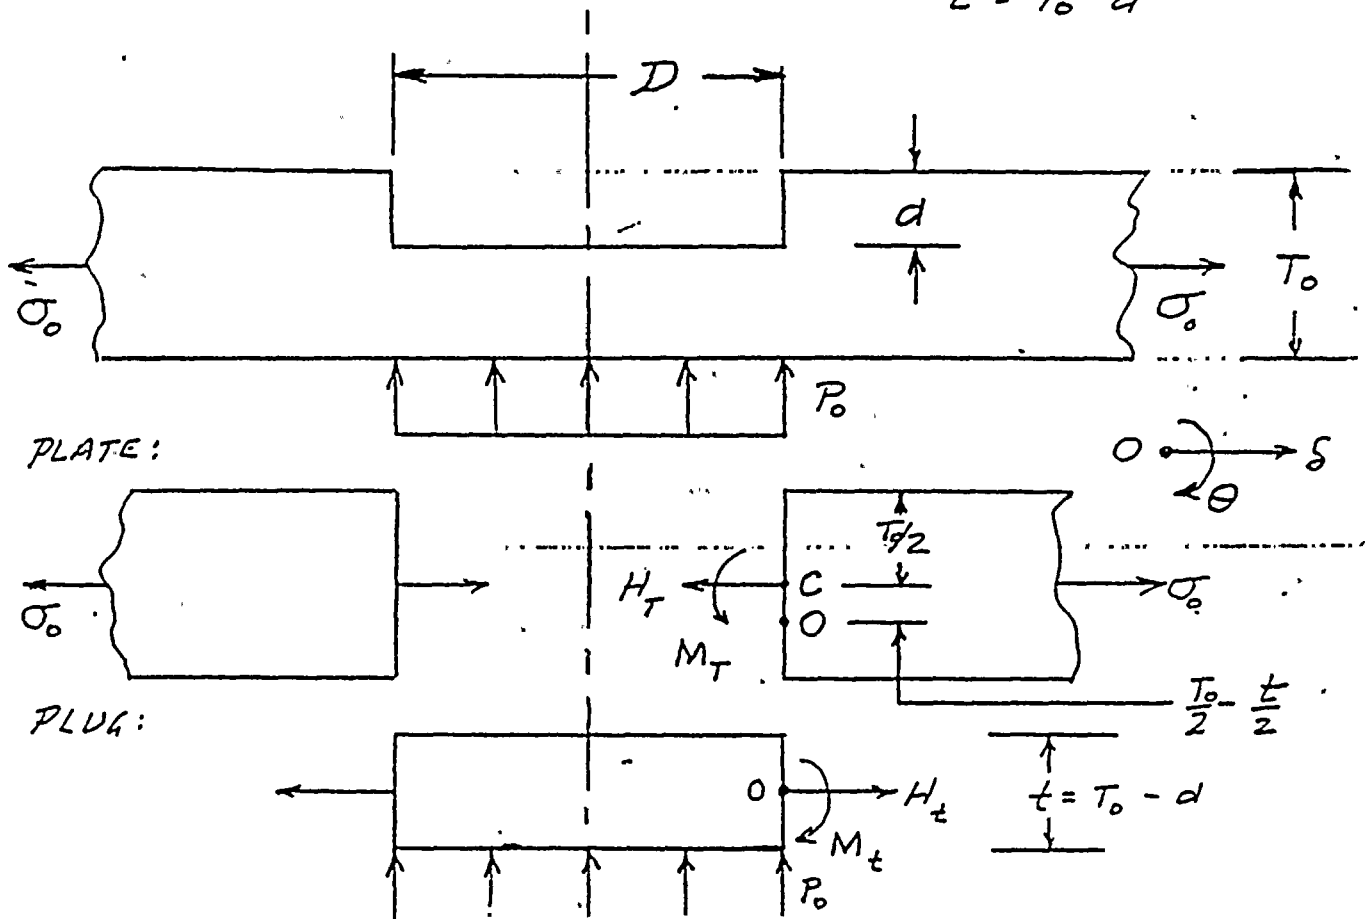 D
d
T₀
σ₀
σ₀
P₀
PLATE:
O
δ
θ
T₀/2
σ₀
H_T
C
σ₀
O
M_T
T₀/2 - t/2
PLUG:
O
H_t
t = T₀ - d
M_t
P₀